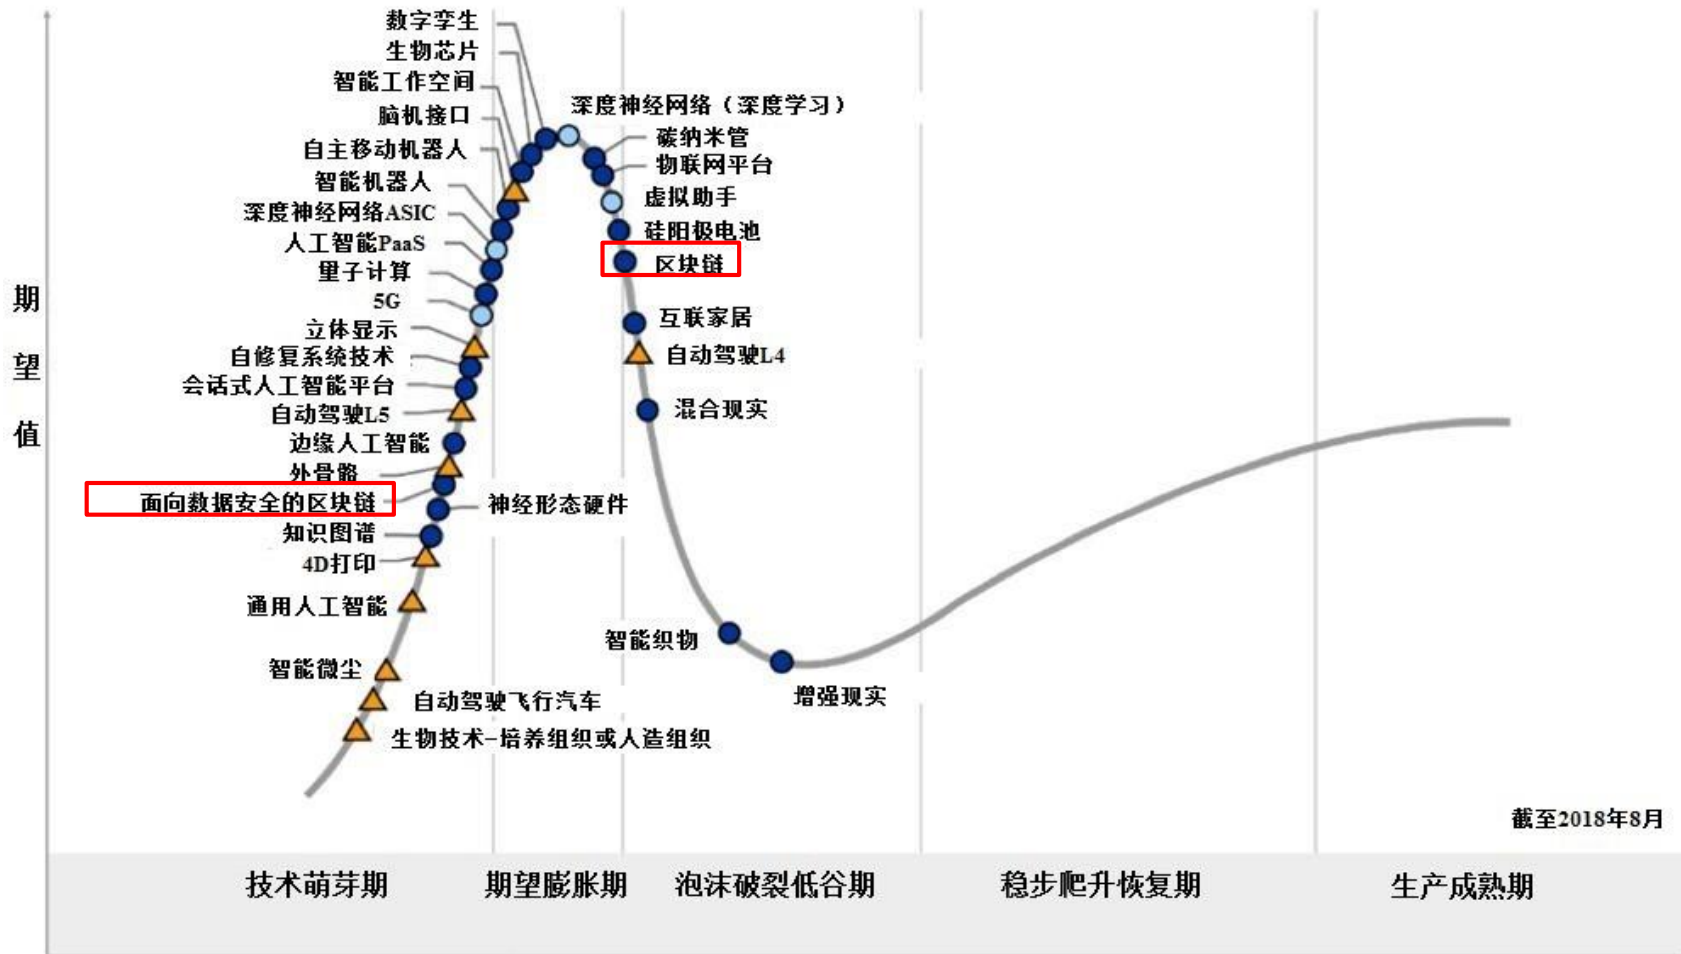 数字孪生
生物芯片
智能工作空间
脑机接口
自主移动机器人
智能机器人
深度神经网络ASIC
人工智能PaaS
量子计算
5G
立体显示
自修复系统技术
会话式人工智能平台
自动驾驶L5
边缘人工智能
外骨骼
面向数据安全的区块链
神经形态硬件
知识图谱
4D打印
通用人工智能
智能微尘
自动驾驶飞行汽车
生物技术-培养组织或人造组织
深度神经网络（深度学习）
碳纳米管
物联网平台
虚拟助手
硅阳极电池
区块链
互联家居
自动驾驶L4
混合现实
智能织物
增强现实
期望值
截至2018年8月
技术萌芽期
期望膨胀期
泡沫破裂低谷期
稳步爬升恢复期
生产成熟期